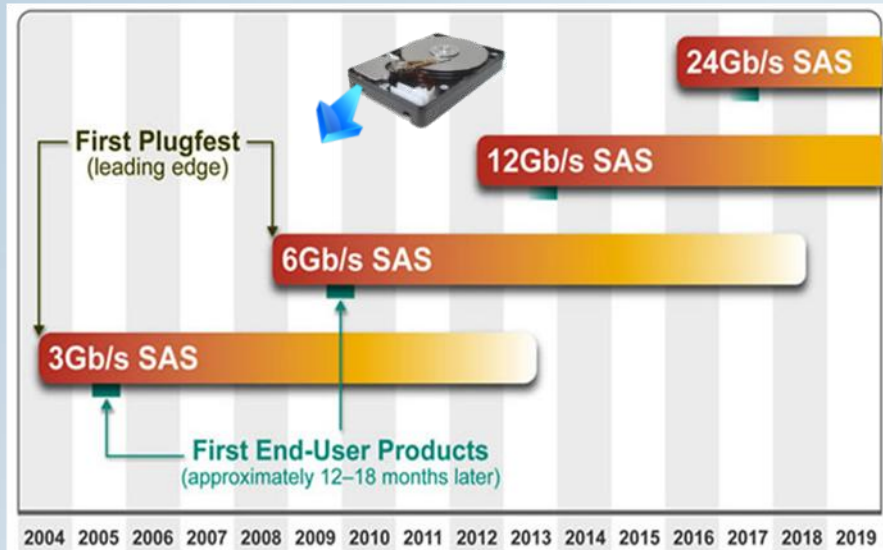 24Gb/s SAS
First Plugfest
(leading edge)
12Gb/s SAS
6Gb/s SAS
3Gb/s SAS
First End-User Products
(approximately 12–18 months later)
2004 2005 2006 2007 2008 2009 2010 2011 2012 2013 2014 2015 2016 2017 2018 2019